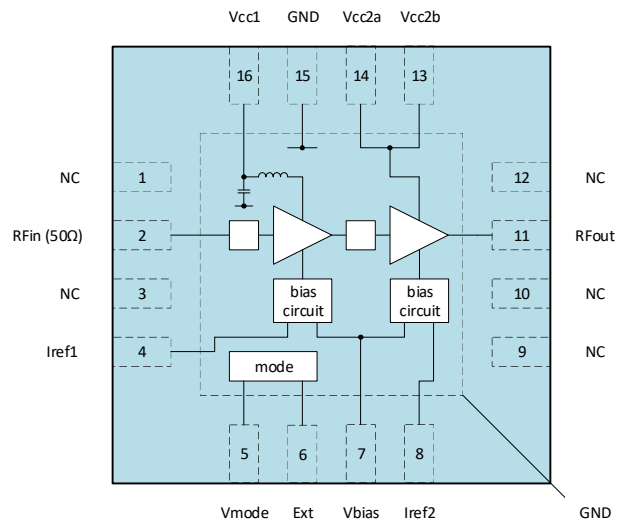 Vcc1 GND Vcc2a Vcc2b
16 15 14 13
NC 1 12 NC
RFin (50Ω) 2 11 RFout
NC 3 bias bias 10 NC
circuit circuit
Iref1 4 9 NC
mode
5 6 7 8
Vmode Ext Vbias Iref2 GND